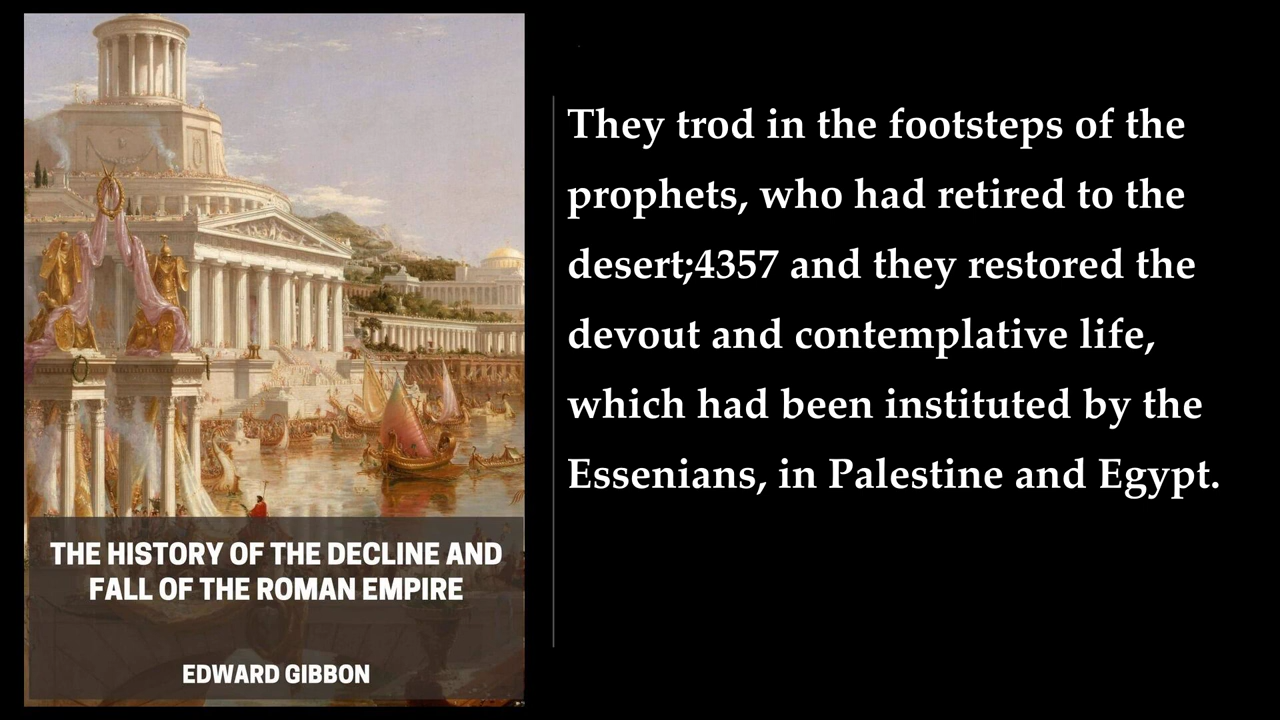 They trod in the footsteps of the
prophets, who had retired to the
desert;4357 and they restored the
devout and contemplative life,
which had been instituted by the
Essenians, in Palestine and Egypt.
THE HISTORY OF THE DECLINE AND
FALL OF THE ROMAN EMPIRE
EDWARD GIBBON